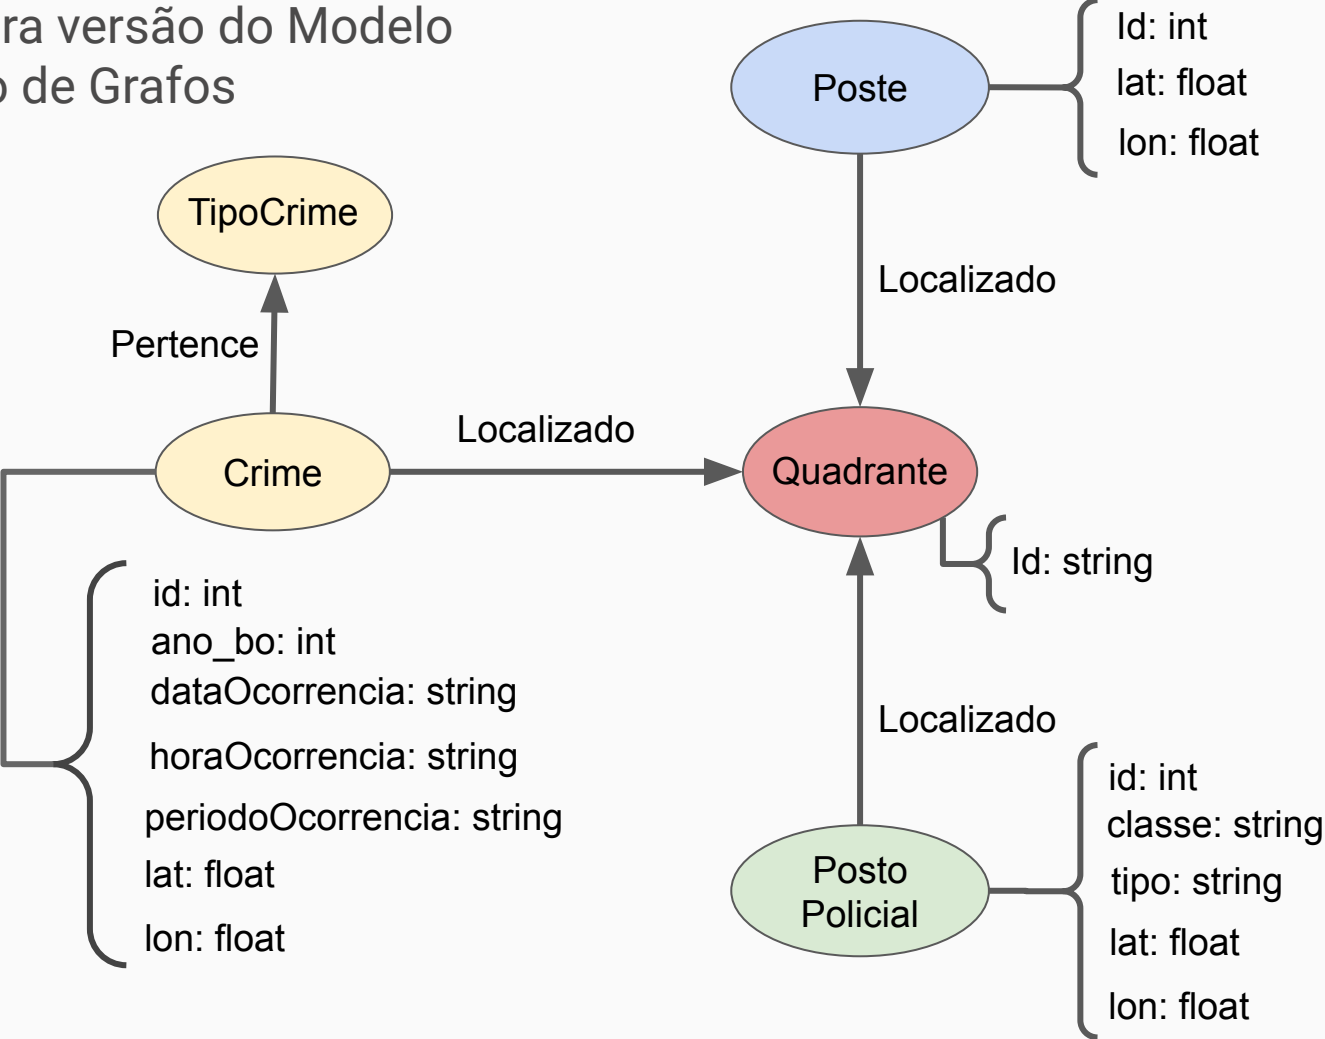 ra versão do Modelo
o de Grafos
Poste
Id: int
lat: float
lon: float
TipoCrime
Pertence
Localizado
Crime
Localizado
Quadrante
Id: string
id: int
ano_bo: int
dataOcorrencia: string
horaOcorrencia: string
periodoOcorrencia: string
lat: float
lon: float
Localizado
Posto
Policial
id: int
classe: string
tipo: string
lat: float
lon: float